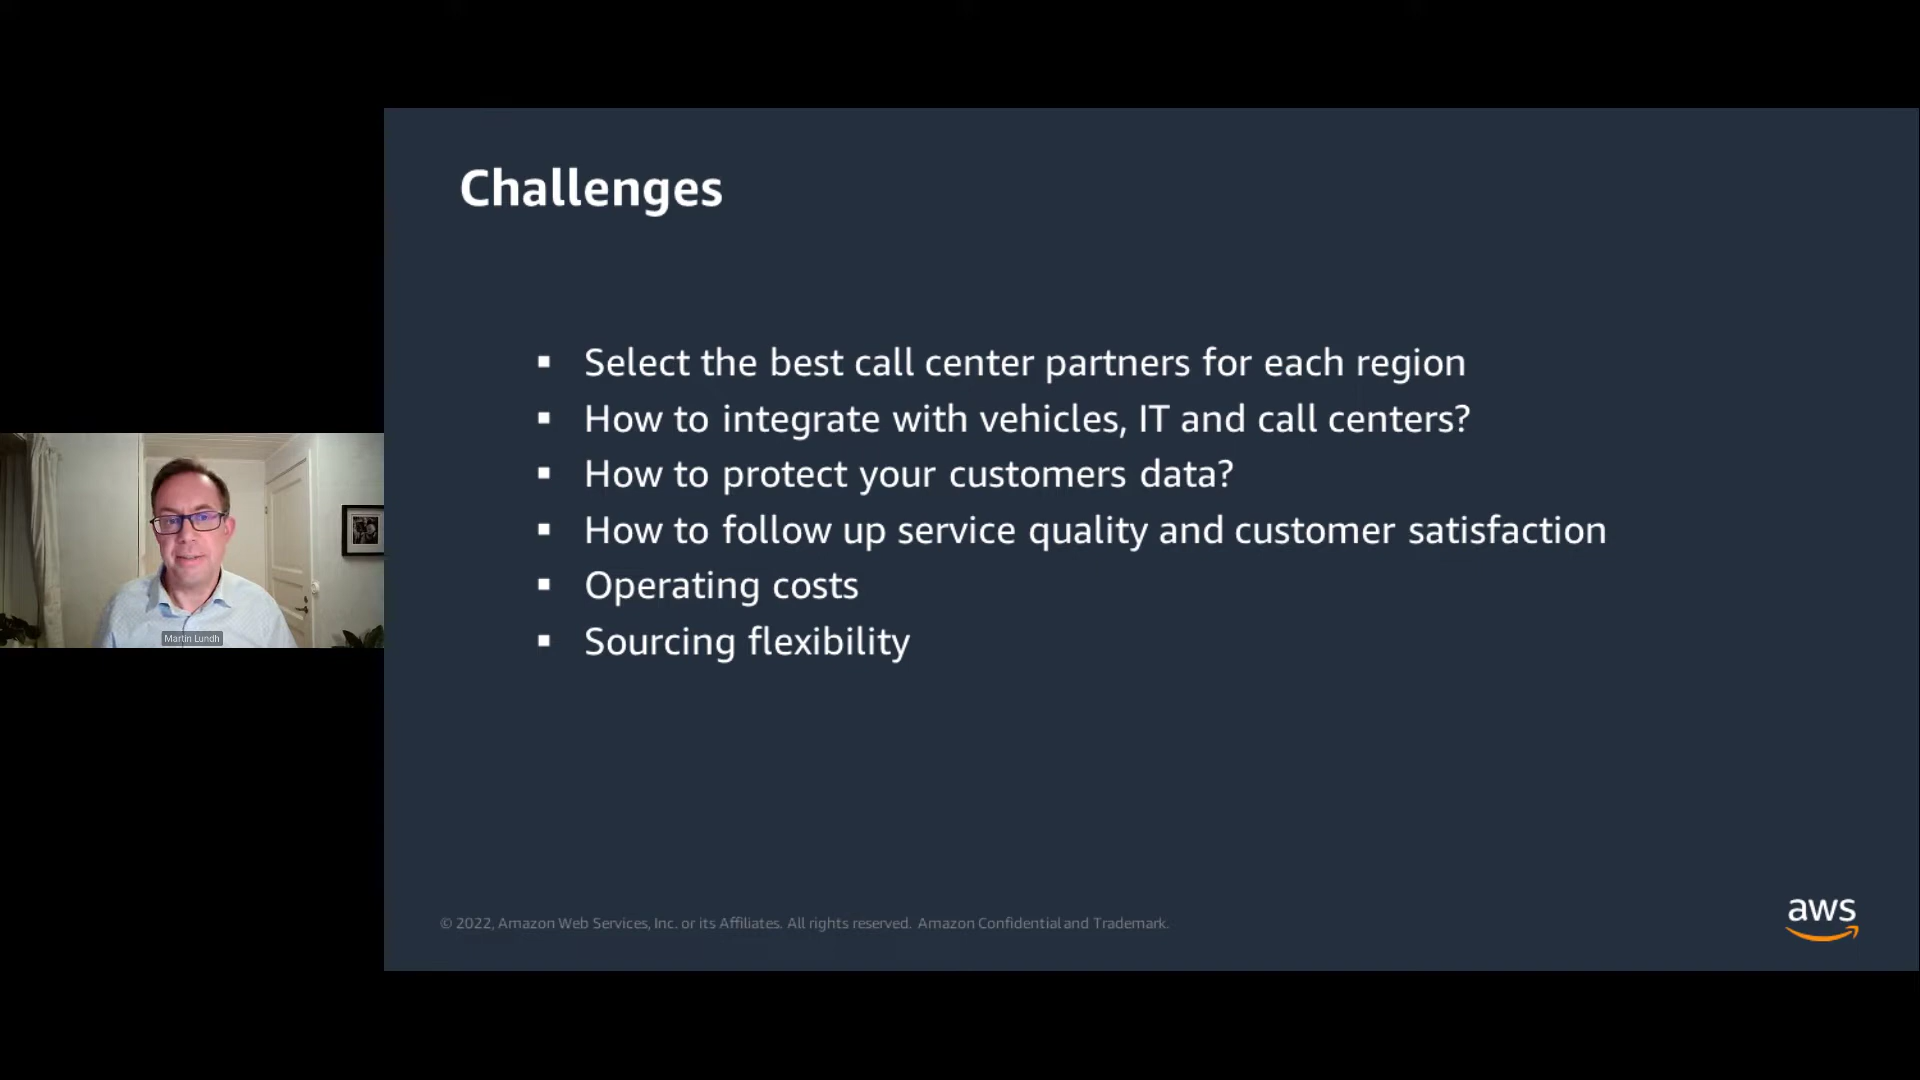 Challenges
▪ Select the best call center partners for each region
▪ How to integrate with vehicles, IT and call centers?
▪ How to protect your customers data?
▪ How to follow up service quality and customer satisfaction
▪ Operating costs
▪ Sourcing flexibility
Martin Lundh
© 2022, Amazon Web Services, Inc. or its Affiliates. All rights reserved. Amazon Confidential and Trademark.
aws